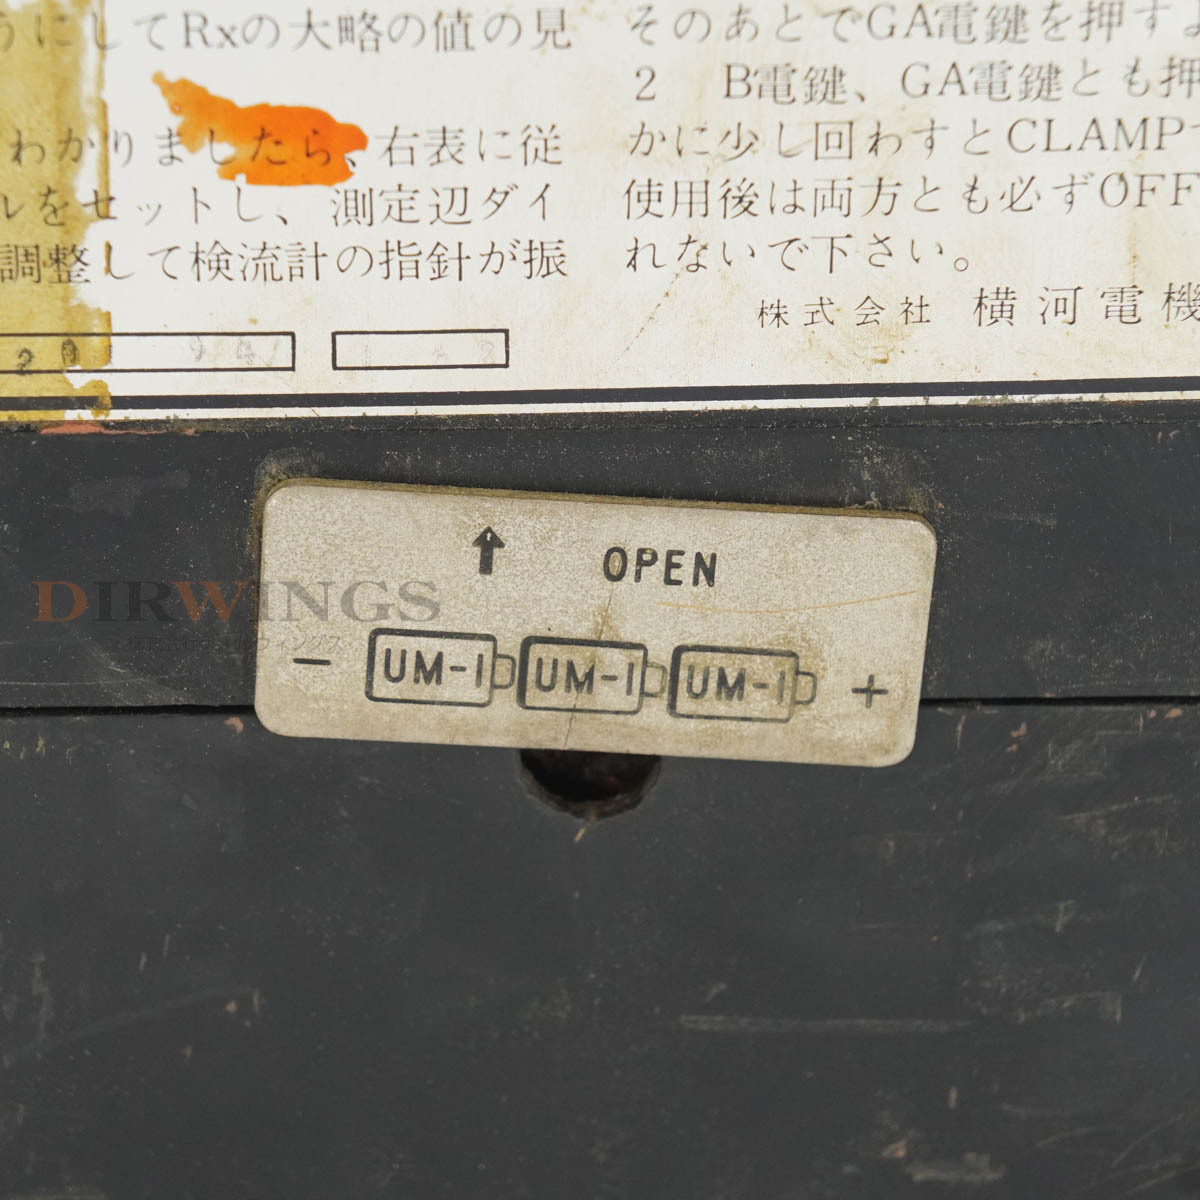 うにしてRxの大略の値の見
わかりましたら、右表に従
ルをセットし、測定辺ダイ
調整して検流計の指針が振
そのあとでGA電鍵を押すよ
2 B電鍵、GA電鍵とも押
かに少し回わすとCLAMP
使用後は両方とも必ずOFF
れないで下さい。
株式会社 横河電機
↑ OPEN
− UM-1 UM-1 UM-1 +
DIRWINGS